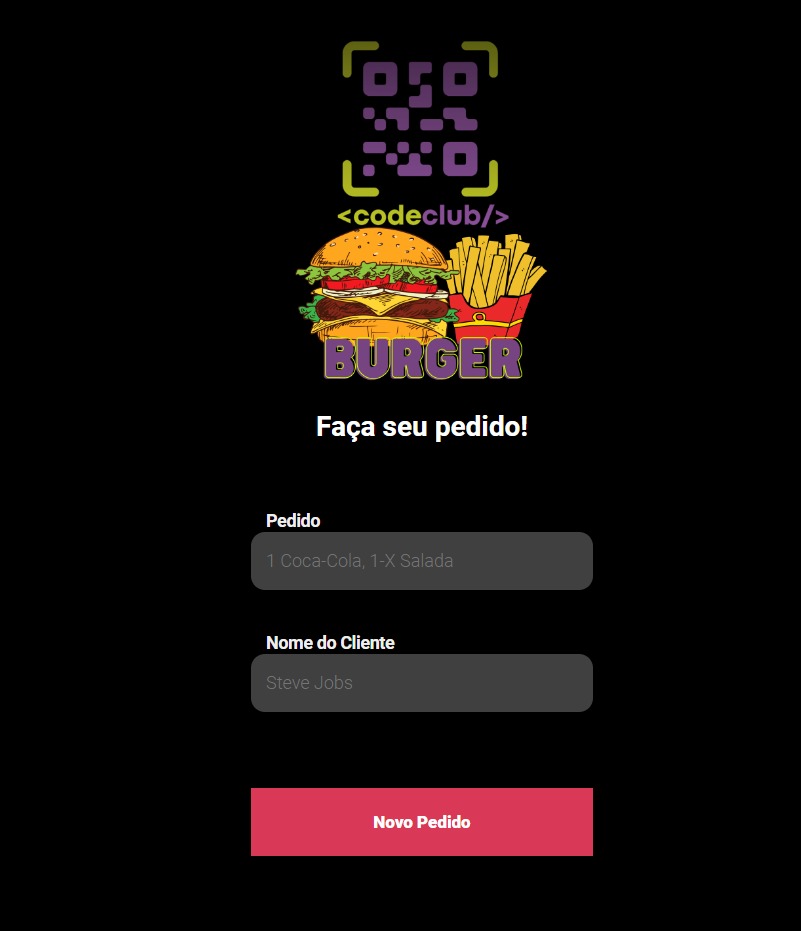 <codeclub/>
BURGER
Faça seu pedido!
Pedido
1 Coca-Cola, 1-X Salada
Nome do Cliente
Steve Jobs
Novo Pedido